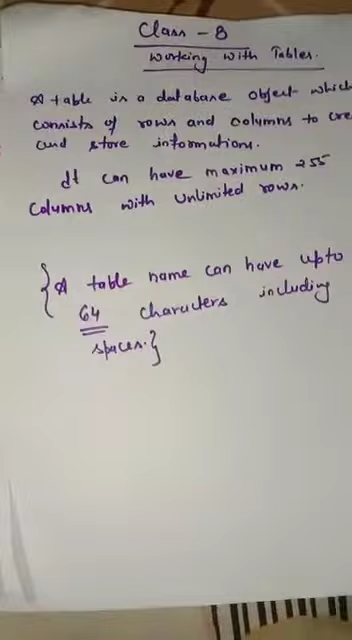 Class - 8
Working with Tables.
A table is a database object which
consists of rows and columns to cre
and store informations.
It can have maximum 255
columns with unlimited rows.
{A table name can have upto
64 characters including
spaces.}